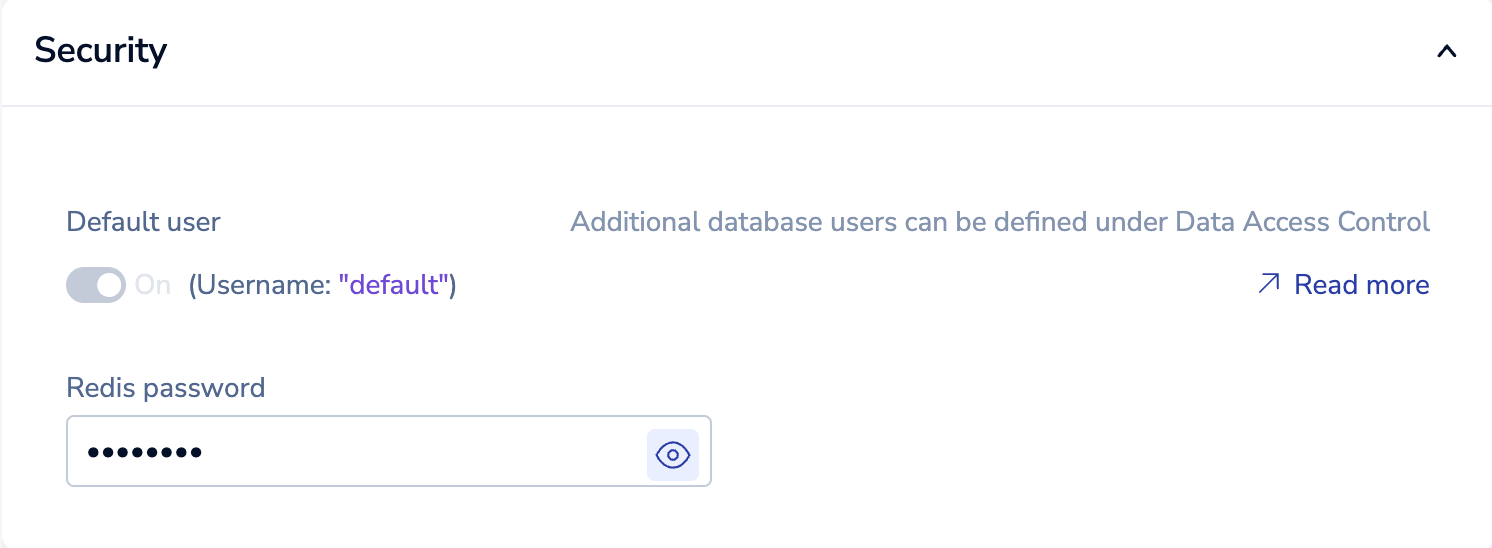 Security
Default user
Additional database users can be defined under Data Access Control
On (Username: "default")
Read more
Redis password
••••••••